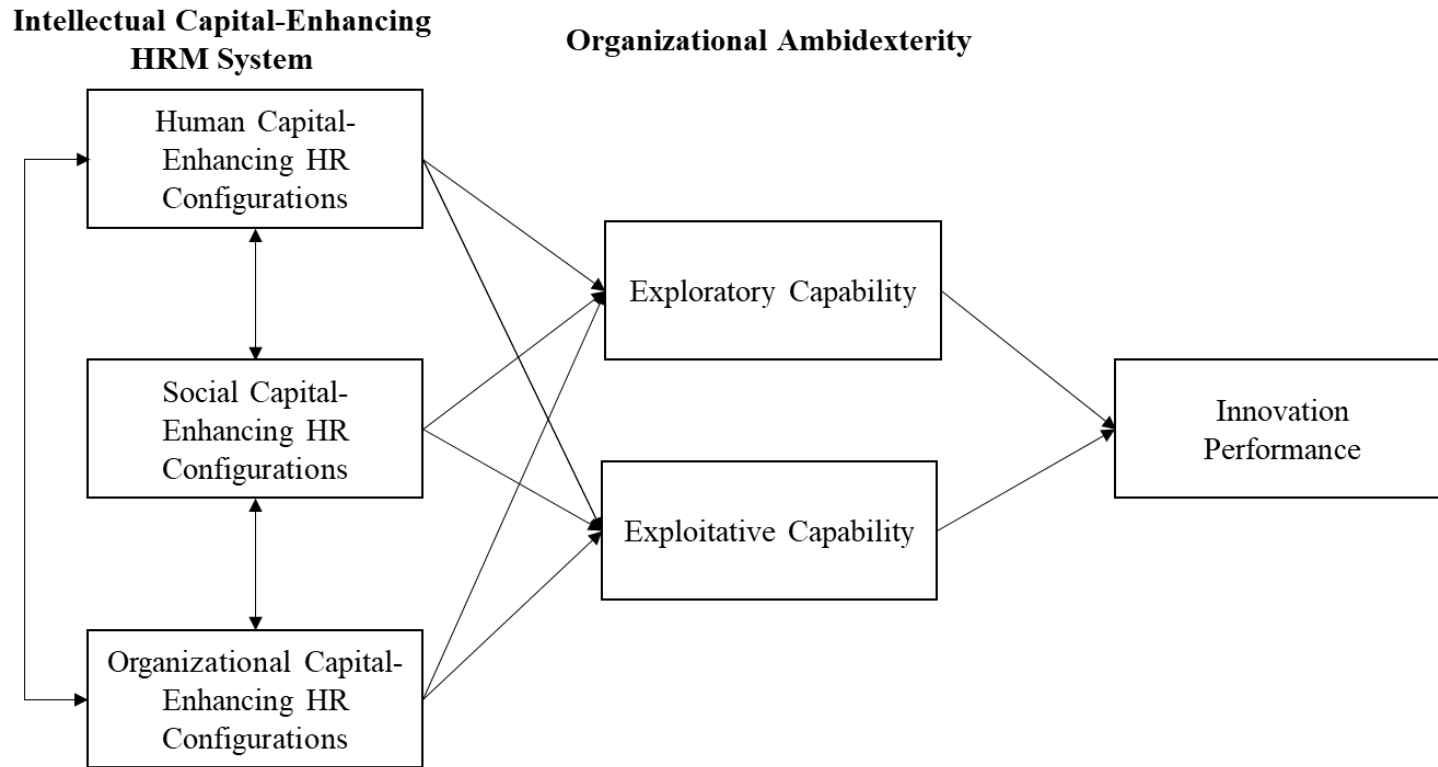 Intellectual Capital-Enhancing
HRM System
Organizational Ambidexterity
Human Capital-
Enhancing HR
Configurations
Social Capital-
Enhancing HR
Configurations
Organizational Capital-
Enhancing HR
Configurations
Exploratory Capability
Exploitative Capability
Innovation
Performance